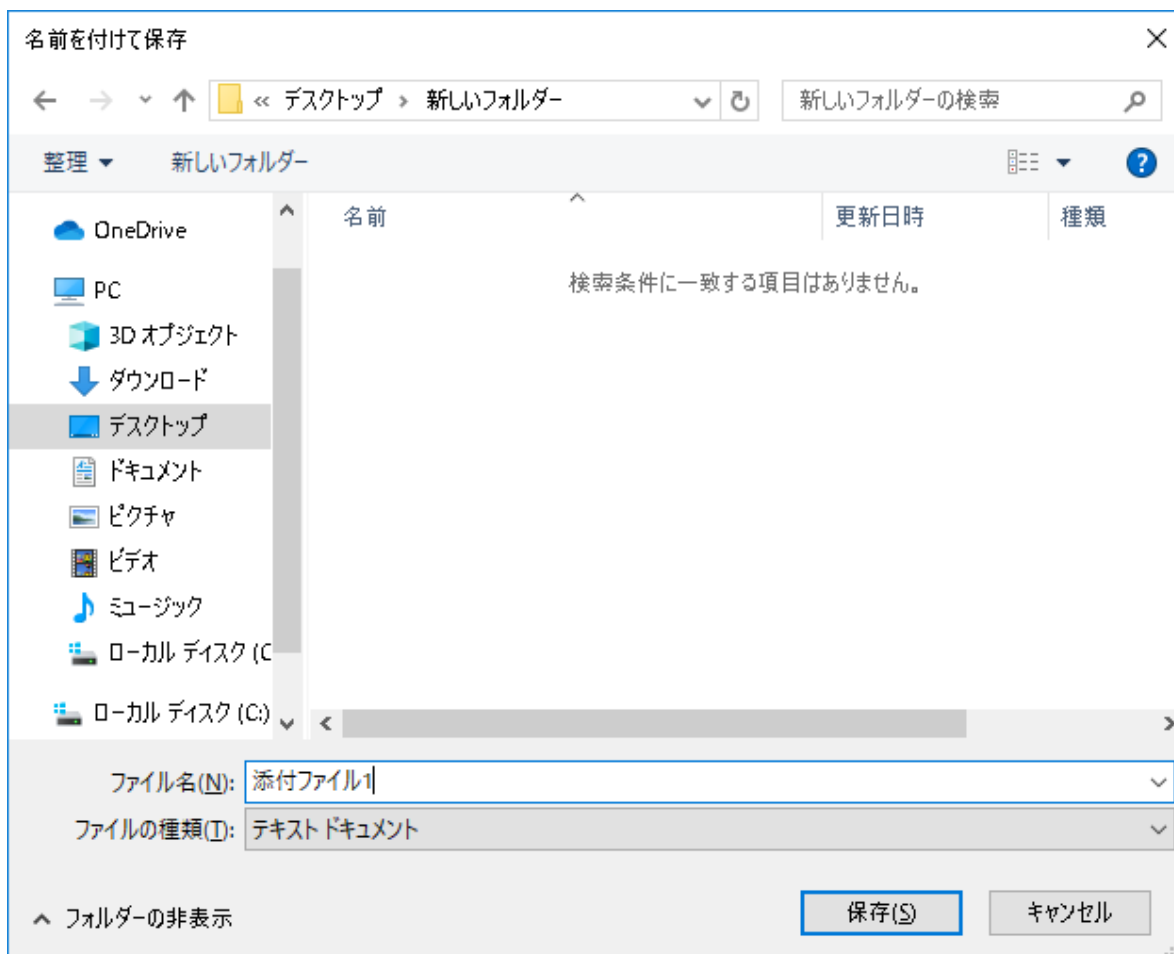 名前を付けて保存
« デスクトップ › 新しいフォルダー
新しいフォルダーの検索
整理
新しいフォルダー
名前
更新日時
種類
検索条件に一致する項目はありません。
OneDrive
PC
3D オブジェクト
ダウンロード
デスクトップ
ドキュメント
ピクチャ
ビデオ
ミュージック
ローカル ディスク (C
ローカル ディスク (C:)
ファイル名(N): 添付ファイル1
ファイルの種類(T): テキスト ドキュメント
フォルダーの非表示
保存(S)
キャンセル